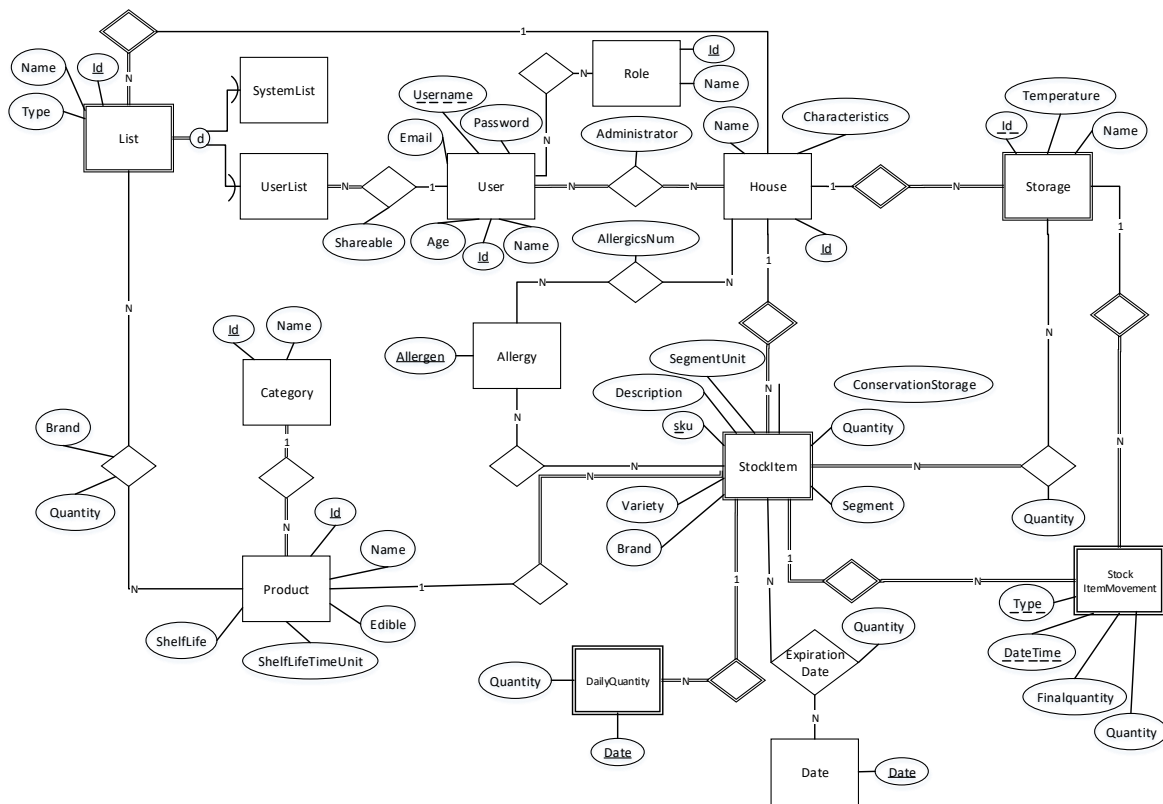 1
Id
Name
Id
Role
Name
N
N
Name
Type
List
SystemList
d
UserList
N
1
Shareable
Username
Email
Password
User
Age
Id
Name
N
Administrator
N
N
Name
Characteristics
House
Id
1
N
Temperature
Id
Name
Storage
AllergicsNum
N
N
1
1
Allergen
Allergy
N
N
N
N
N
Id
Name
Category
1
N
SegmentUnit
Description
sku
ConservationStorage
Quantity
StockItem
Variety
Brand
Segment
N
N
Quantity
Brand
Quantity
N
Id
Name
Product
Edible
ShelfLife
ShelfLifeTimeUnit
1
N
1
N
1
N
Stock
ItemMovement
Type
DateTime
Finalquantity
Quantity
Quantity
DailyQuantity
N
Date
Expiration
Date
Quantity
N
Date
Date